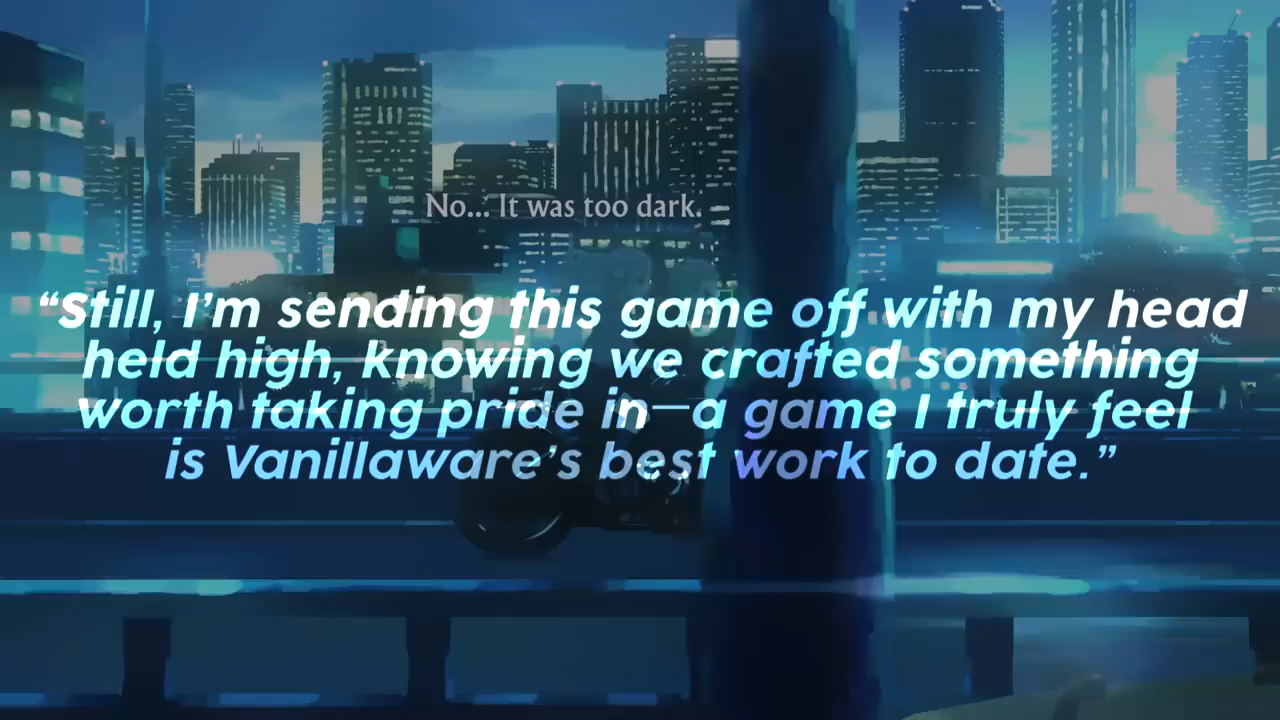 No... It was too dark.
“Still, I’m sending this game off with my head
held high, knowing we crafted something
worth taking pride in—a game I truly feel
is Vanillaware’s best work to date.”